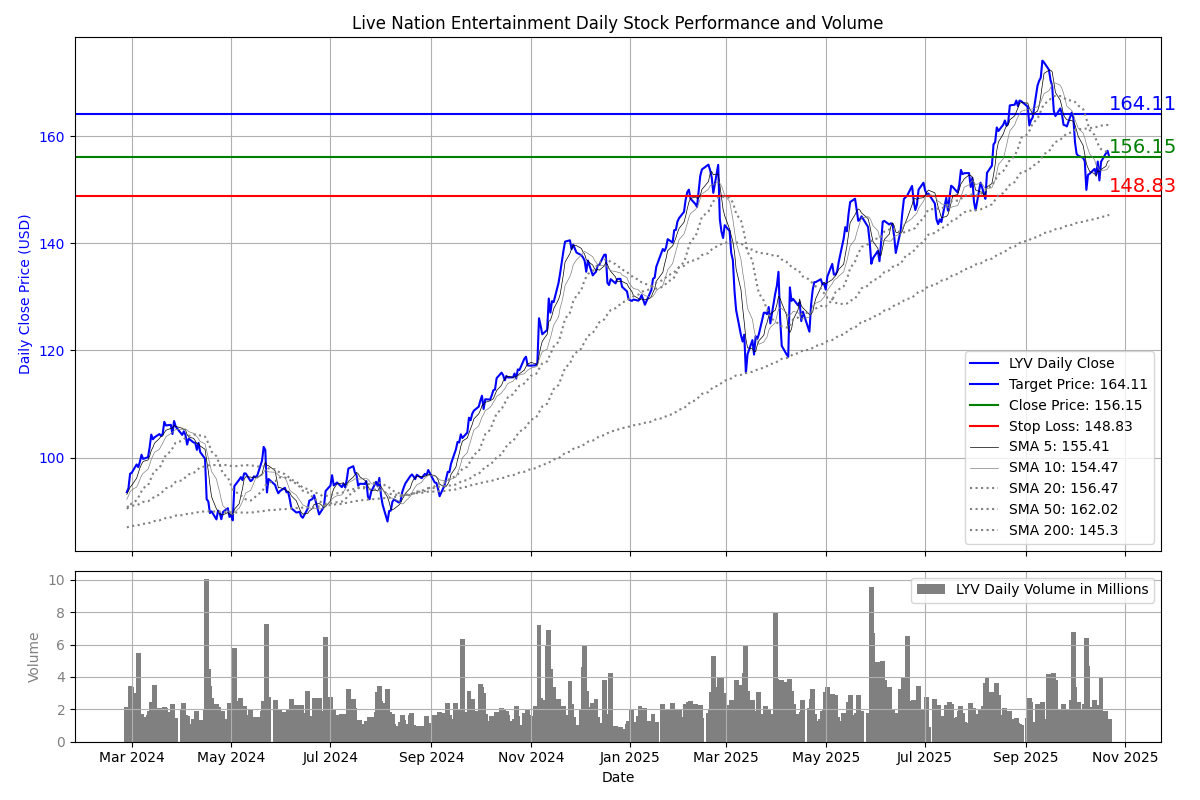 Live Nation Entertainment Daily Stock Performance and Volume
Daily Close Price (USD)
160
140
120
100
164.11
156.15
148.83
LYV Daily Close
Target Price: 164.11
Close Price: 156.15
Stop Loss: 148.83
SMA 5: 155.41
SMA 10: 154.47
SMA 20: 156.47
SMA 50: 162.02
SMA 200: 145.3
Volume
10
8
6
4
2
0
LYV Daily Volume in Millions
Mar 2024 May 2024 Jul 2024 Sep 2024 Nov 2024 Jan 2025 Mar 2025 May 2025 Jul 2025 Sep 2025 Nov 2025
Date